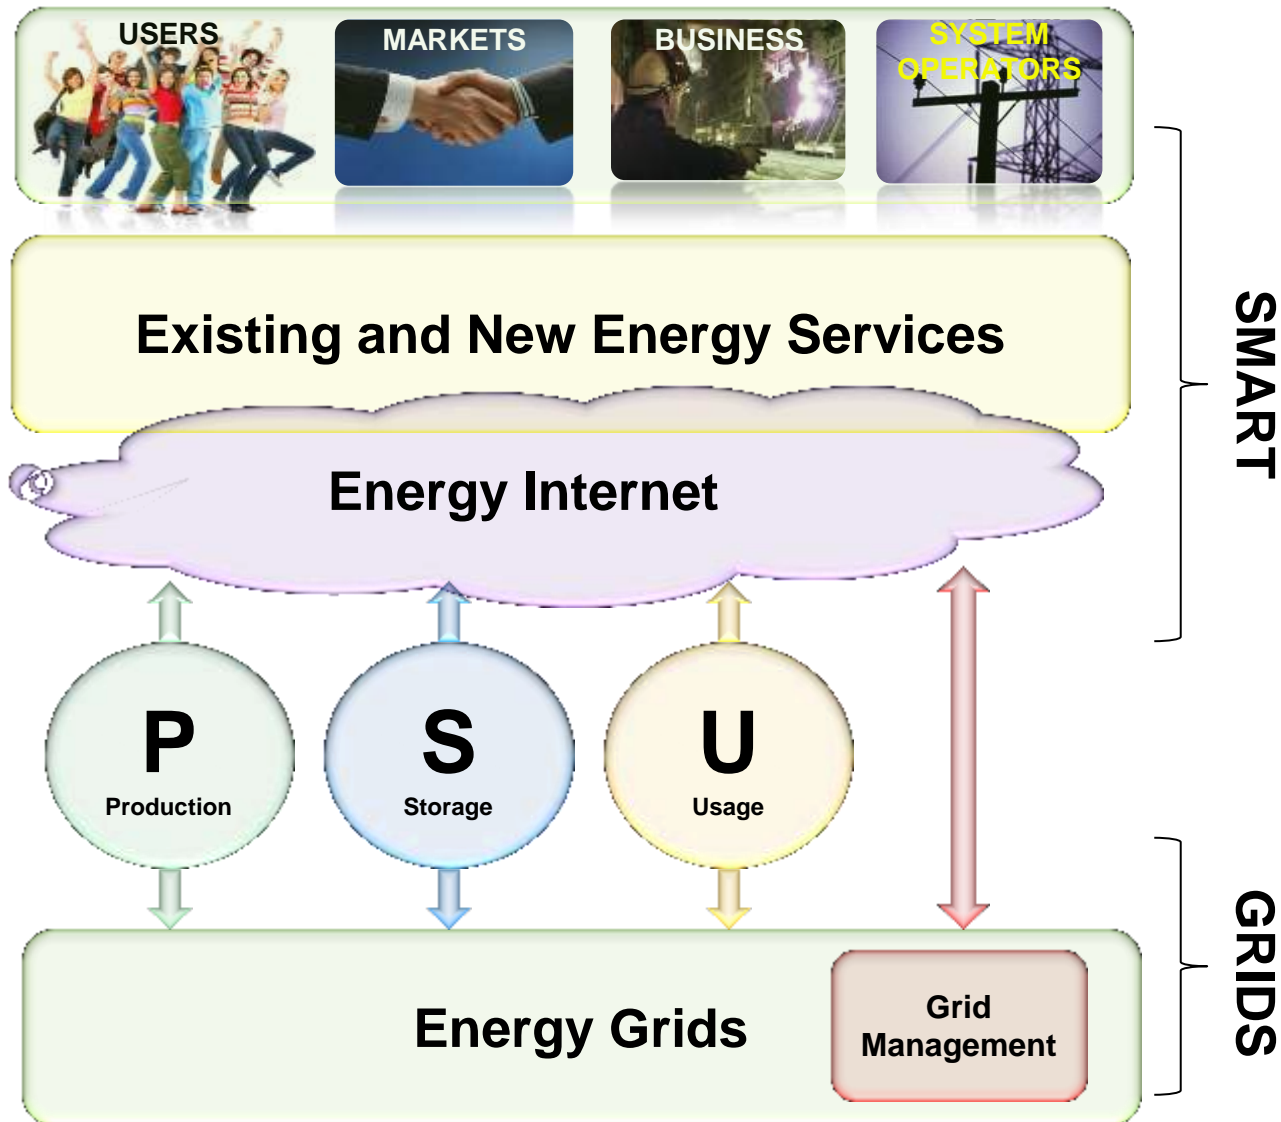 USERS
MARKETS
BUSINESS
SYSTEM
OPERATORS
Existing and New Energy Services
Energy Internet
SMART
P
Production
S
Storage
U
Usage
Energy Grids
Grid
Management
GRIDS